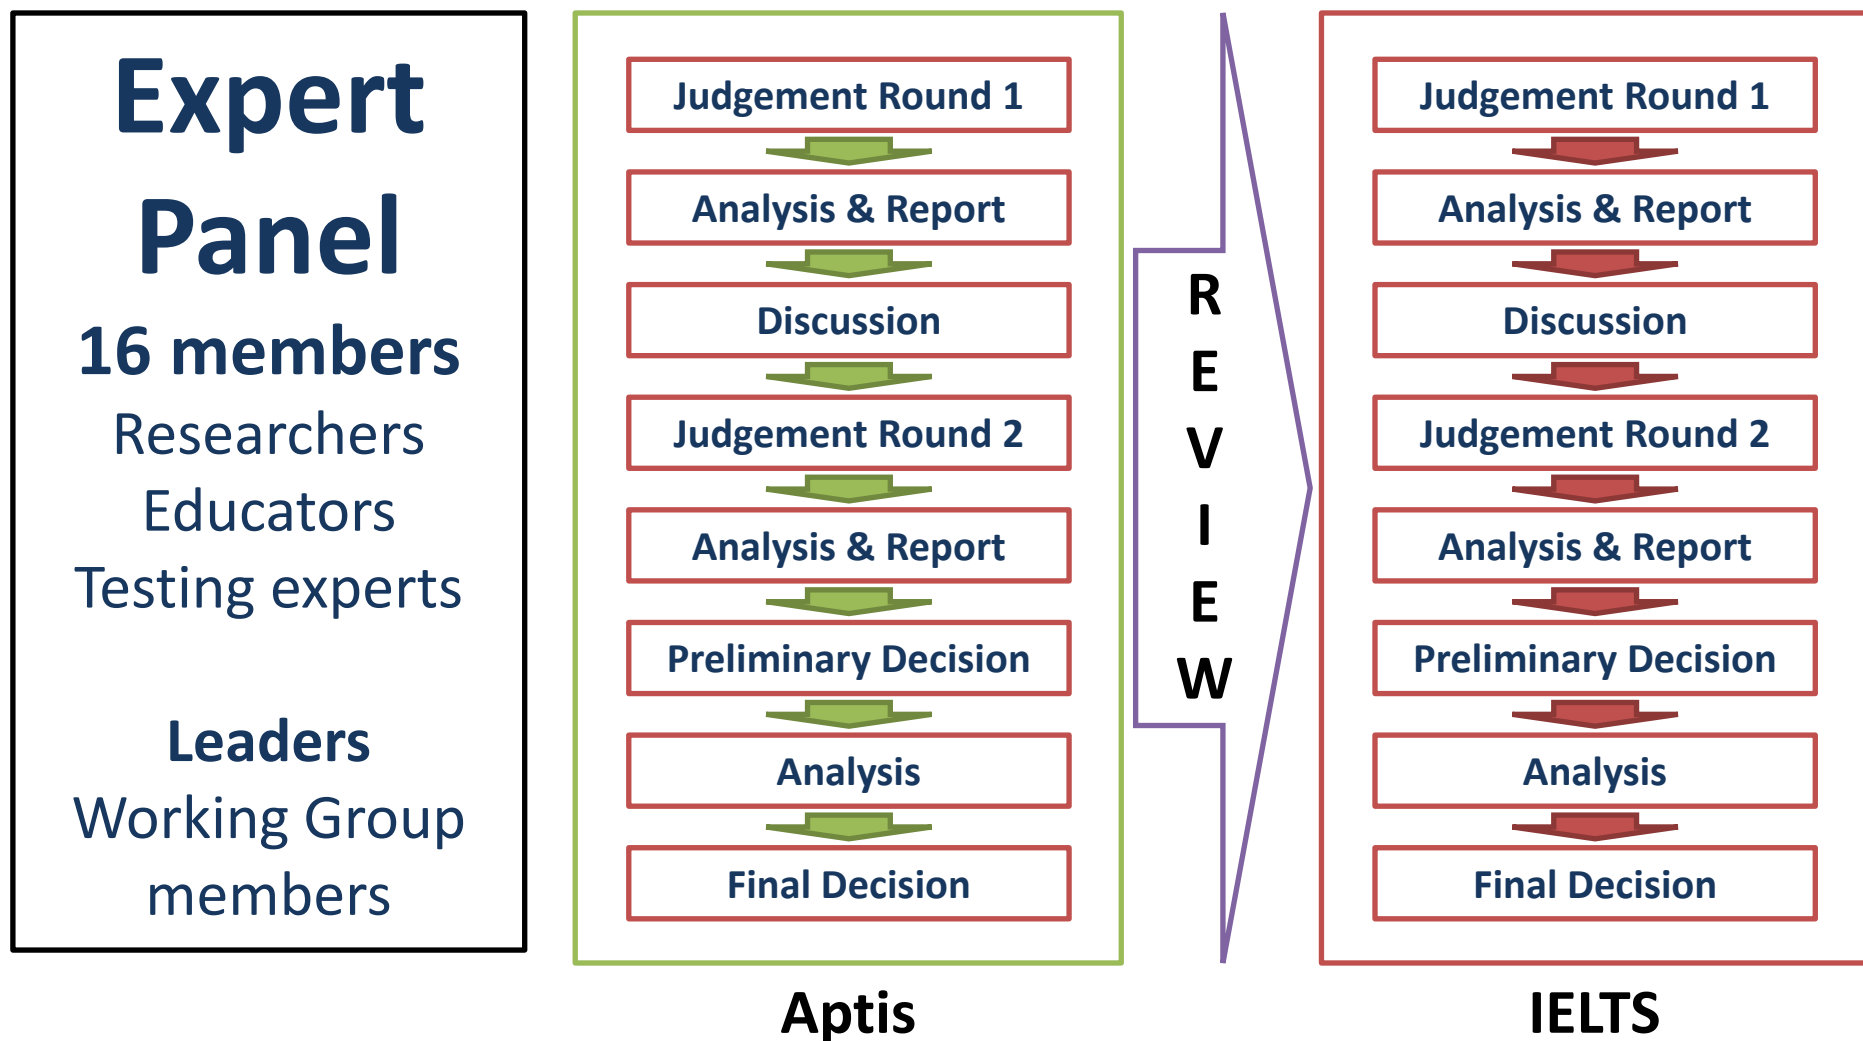 Expert
Panel
16 members
Researchers
Educators
Testing experts
Leaders
Working Group
members
Judgement Round 1
Analysis & Report
Discussion
Judgement Round 2
Analysis & Report
Preliminary Decision
Analysis
Final Decision
Aptis
R
E
V
I
E
W
Judgement Round 1
Analysis & Report
Discussion
Judgement Round 2
Analysis & Report
Preliminary Decision
Analysis
Final Decision
IELTS